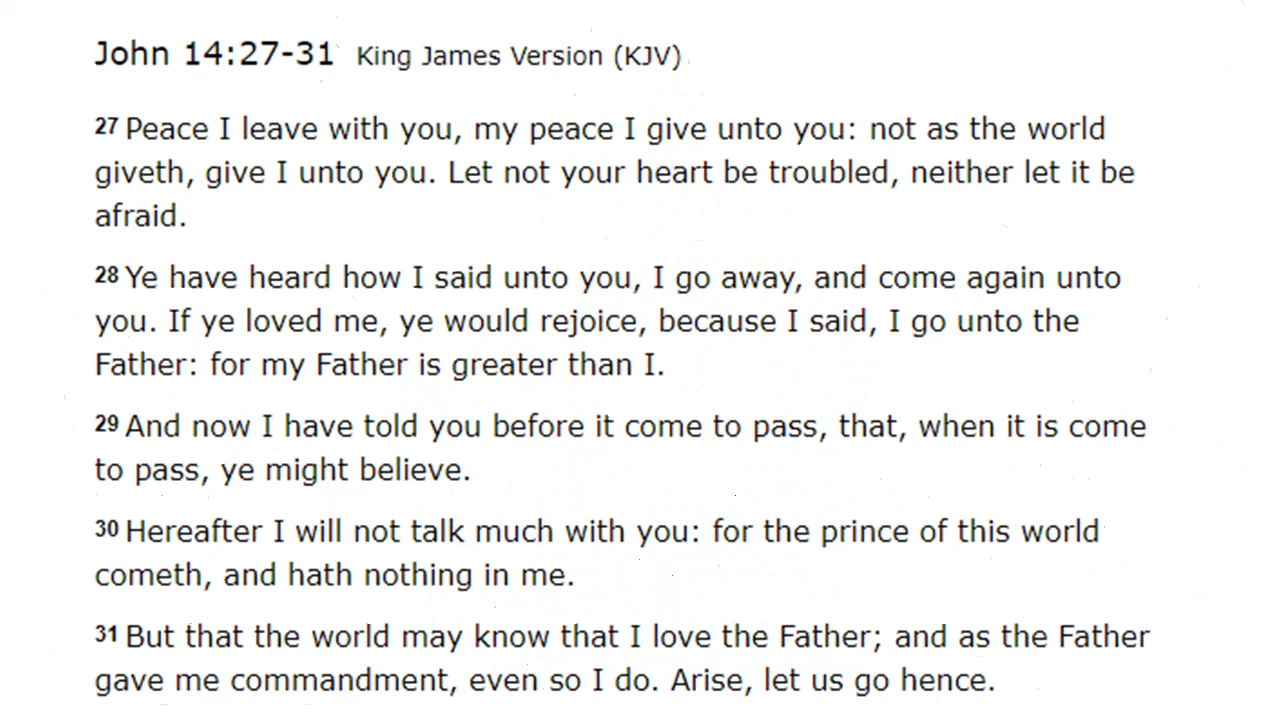 John 14:27-31 King James Version (KJV)
27 Peace I leave with you, my peace I give unto you: not as the world
giveth, give I unto you. Let not your heart be troubled, neither let it be
afraid.
28 Ye have heard how I said unto you, I go away, and come again unto
you. If ye loved me, ye would rejoice, because I said, I go unto the
Father: for my Father is greater than I.
29 And now I have told you before it come to pass, that, when it is come
to pass, ye might believe.
30 Hereafter I will not talk much with you: for the prince of this world
cometh, and hath nothing in me.
31 But that the world may know that I love the Father; and as the Father
gave me commandment, even so I do. Arise, let us go hence.